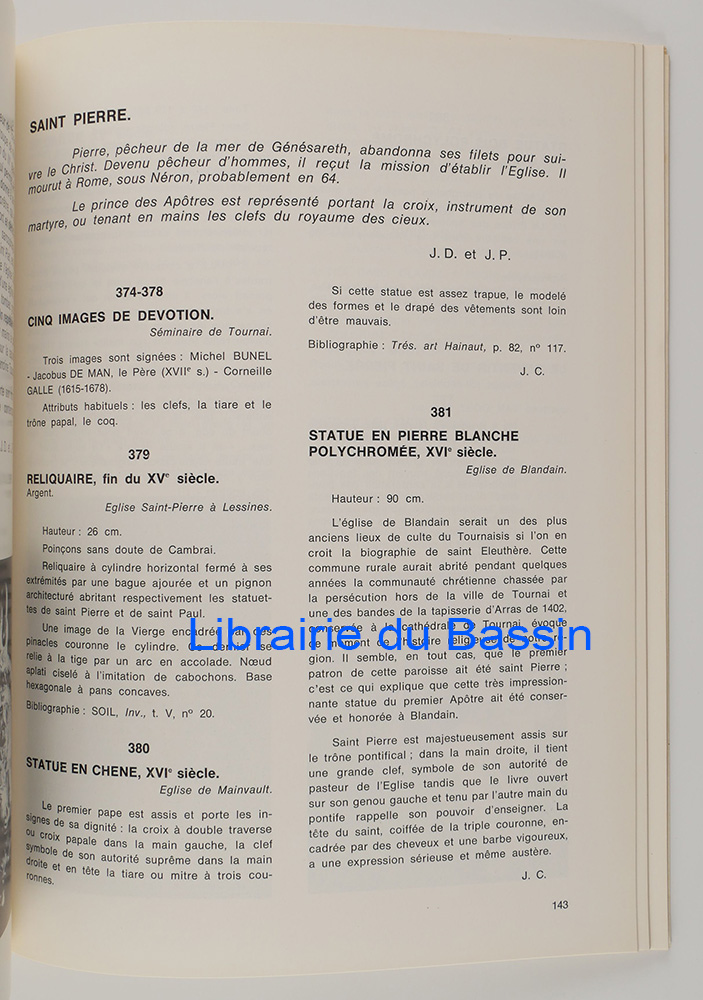 SAINT PIERRE.
Pierre, pêcheur de la mer de Génésareth, abandonna ses filets pour sui-
vre le Christ. Devenu pêcheur d'hommes, il reçut la mission d'établir l'Eglise. Il
mourut à Rome, sous Néron, probablement en 64.
Le prince des Apôtres est représenté portant la croix, instrument de son
martyre, ou tenant en mains les clefs du royaume des cieux.
J. D. et J. P.
374-378
CINQ IMAGES DE DEVOTION.
Séminaire de Tournai.
Trois images sont signées : Michel BUNEL
- Jacobus DE MAN, le Père (XVIIe s.) - Corneille
GALLE (1615-1678).
Attributs habituels : les clefs, la tiare et le
trône papal, le coq.
379
RELIQUAIRE, fin du XVe siècle.
Argent.
Eglise Saint-Pierre à Lessines.
Hauteur : 26 cm.
Poinçons sans doute de Cambrai.
Reliquaire à cylindre horizontal fermé à ses
extrémités par une bague ajourée et un pignon
architecturé abritant respectivement les statuet-
tes de saint Pierre et de saint Paul.
Une image de la Vierge encadrée par des
pinacles couronne le cylindre. Ce dernier se
relie à la tige par un arc en accolade. Nœud
aplati ciselé à l'imitation de cabochons. Base
hexagonale à pans concaves.
Bibliographie : SOIL, Inv., t. V, n° 20.
380
STATUE EN CHENE, XVIe siècle.
Eglise de Mainvault.
Le premier pape est assis et porte les in-
signes de sa dignité : la croix à double traverse
ou croix papale dans la main gauche, la clef
symbole de son autorité suprême dans la main
droite et en tête la tiare ou mitre à trois cou-
ronnes.
Si cette statue est assez trapue, le modelé
des formes et le drapé des vêtements sont loin
d'être mauvais.
Bibliographie : Trés. art Hainaut, p. 82, n° 117.
J. C.
381
STATUE EN PIERRE BLANCHE
POLYCHROMÉE, XVIe siècle.
Eglise de Blandain.
Hauteur : 90 cm.
L'église de Blandain serait un des plus
anciens lieux de culte du Tournaisis si l'on en
croit la biographie de saint Eleuthère. Cette
commune rurale aurait abrité pendant quelques
années la communauté chrétienne chassée par
la persécution hors de la ville de Tournai et
une des bandes de la tapisserie d'Arras de 1402,
conservée à la cathédrale de Tournai, évoque
ce moment de l'histoire religieuse de notre ré-
gion. Il semble, en tout cas, que le premier
patron de cette paroisse ait été saint Pierre ;
c'est ce qui explique que cette très impression-
nante statue du premier Apôtre ait été conser-
vée et honorée à Blandain.
Saint Pierre est majestueusement assis sur
le trône pontifical ; dans la main droite, il tient
une grande clef, symbole de son autorité de
pasteur de l'Eglise tandis que le livre ouvert
sur son genou gauche et tenu par l'autre main du
pontife rappelle son pouvoir d'enseigner. La
tête du saint, coiffée de la triple couronne, en-
cadrée par des cheveux et une barbe vigoureux,
a une expression sérieuse et même austère.
J. C.
143
Librairie du Bassin